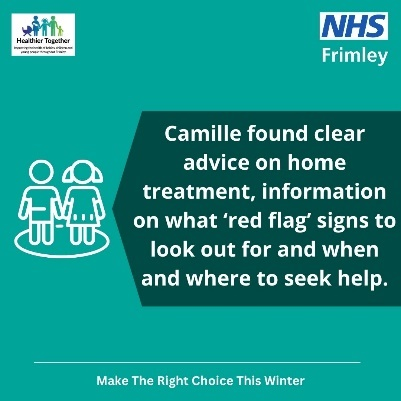 Healthier Together
NHS
Frimley
Camille found clear
advice on home
treatment, information
on what ‘red flag’ signs to
look out for and when
and where to seek help.
Make The Right Choice This Winter